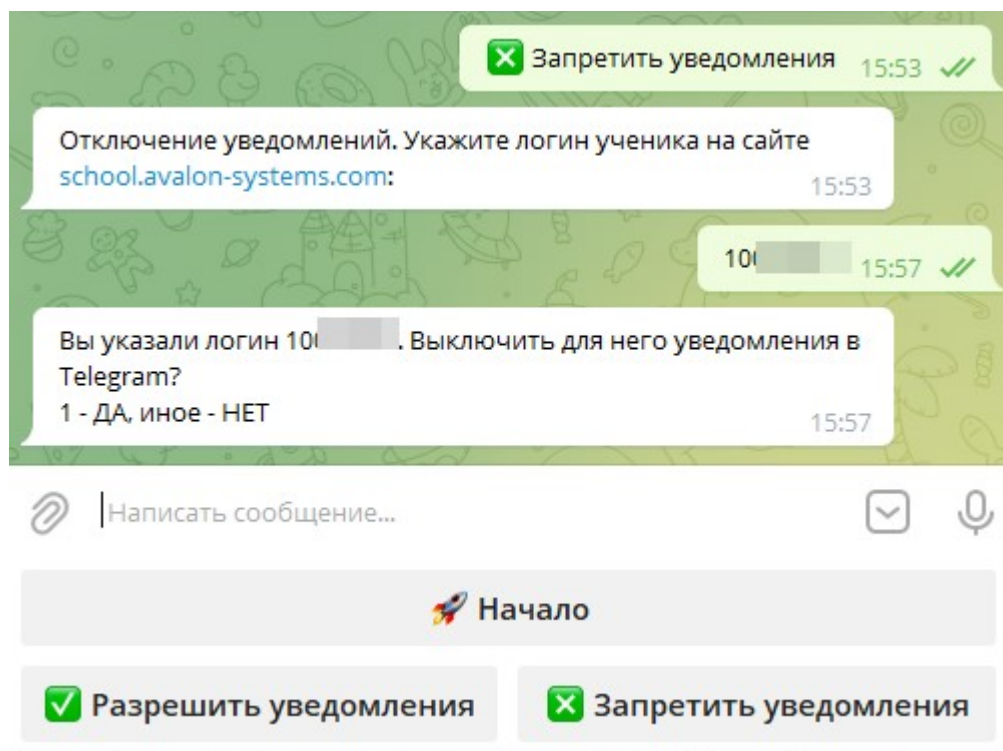 ❎ Запретить уведомления 15:53
Отключение уведомлений. Укажите логин ученика на сайте
school.avalon-systems.com:
15:53
100 15:57
Вы указали логин 100 . Выключить для него уведомления в
Telegram?
1 - ДА, иное - НЕТ
15:57
Написать сообщение...
🚀 Начало
✅ Разрешить уведомления ❎ Запретить уведомления